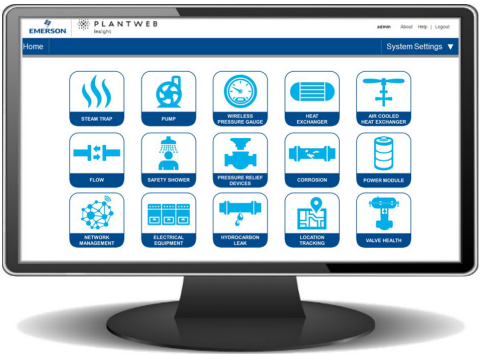 EMERSON
PLANTWEB
Insight
admin About Help | Logout
Home
System Settings ▼
STEAM TRAP
PUMP
WIRELESS
PRESSURE GAUGE
HEAT
EXCHANGER
AIR COOLED
HEAT EXCHANGER
FLOW
SAFETY SHOWER
PRESSURE RELIEF
DEVICES
CORROSION
POWER MODULE
NETWORK
MANAGEMENT
ELECTRICAL
EQUIPMENT
HYDROCARBON
LEAK
LOCATION
TRACKING
VALVE HEALTH